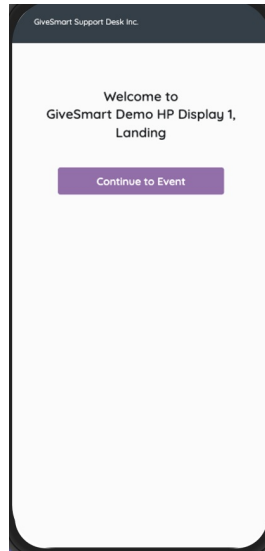 GiveSmart Support Desk Inc.
Welcome to
GiveSmart Demo HP Display 1,
Landing
Continue to Event